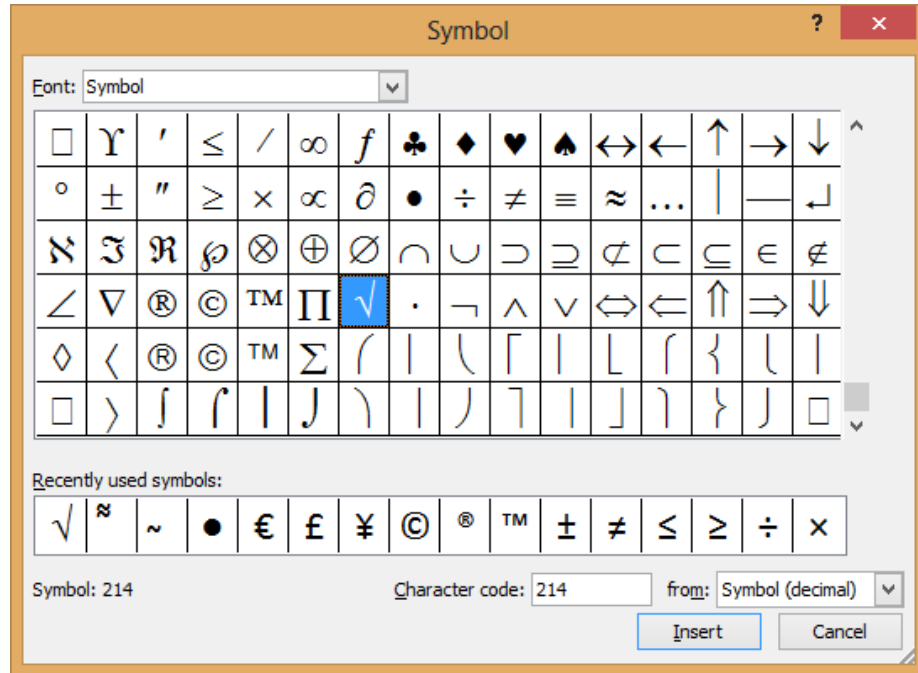 Symbol ? ×
Font: Symbol
□ ϒ ′ ≤ ⁄ ∞ ƒ ♣ ♦ ♥ ♠ ↔ ← ↑ → ↓
° ± ″ ≥ × ∝ ∂ • ÷ ≠ ≡ ≈ … │ — ↵
ℵ ℑ ℜ ℘ ⊗ ⊕ ∅ ∩ ∪ ⊃ ⊇ ⊄ ⊂ ⊆ ∈ ∉
∠ ∇ ® © ™ ∏ √ ⋅ ¬ ∧ ∨ ⇔ ⇐ ⇑ ⇒ ⇓
◊ 〈 ® © ™ ∑ ⎛ ⎜ ⎝ ⎡ ⎢ ⎣ ⎧ ⎨ ⎩ ⎪
□ 〉 ∫ ⌠ ⎮ ⌡ ⎞ ⎟ ⎠ ⎤ ⎥ ⎦ ⎫ ⎬ ⎭ □
Recently used symbols:
√ ≈ ~ ● € £ ¥ © ® ™ ± ≠ ≤ ≥ ÷ ×
Symbol: 214 Character code: 214 from: Symbol (decimal)
Insert Cancel